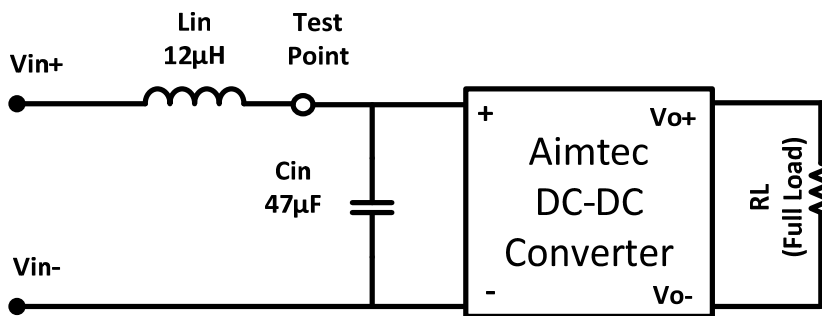 Lin
12µH
Test
Point
Vin+
Cin
47µF
Vin-
+
-
Aimtec
DC-DC
Converter
Vo+
Vo-
RL
(Full Load)